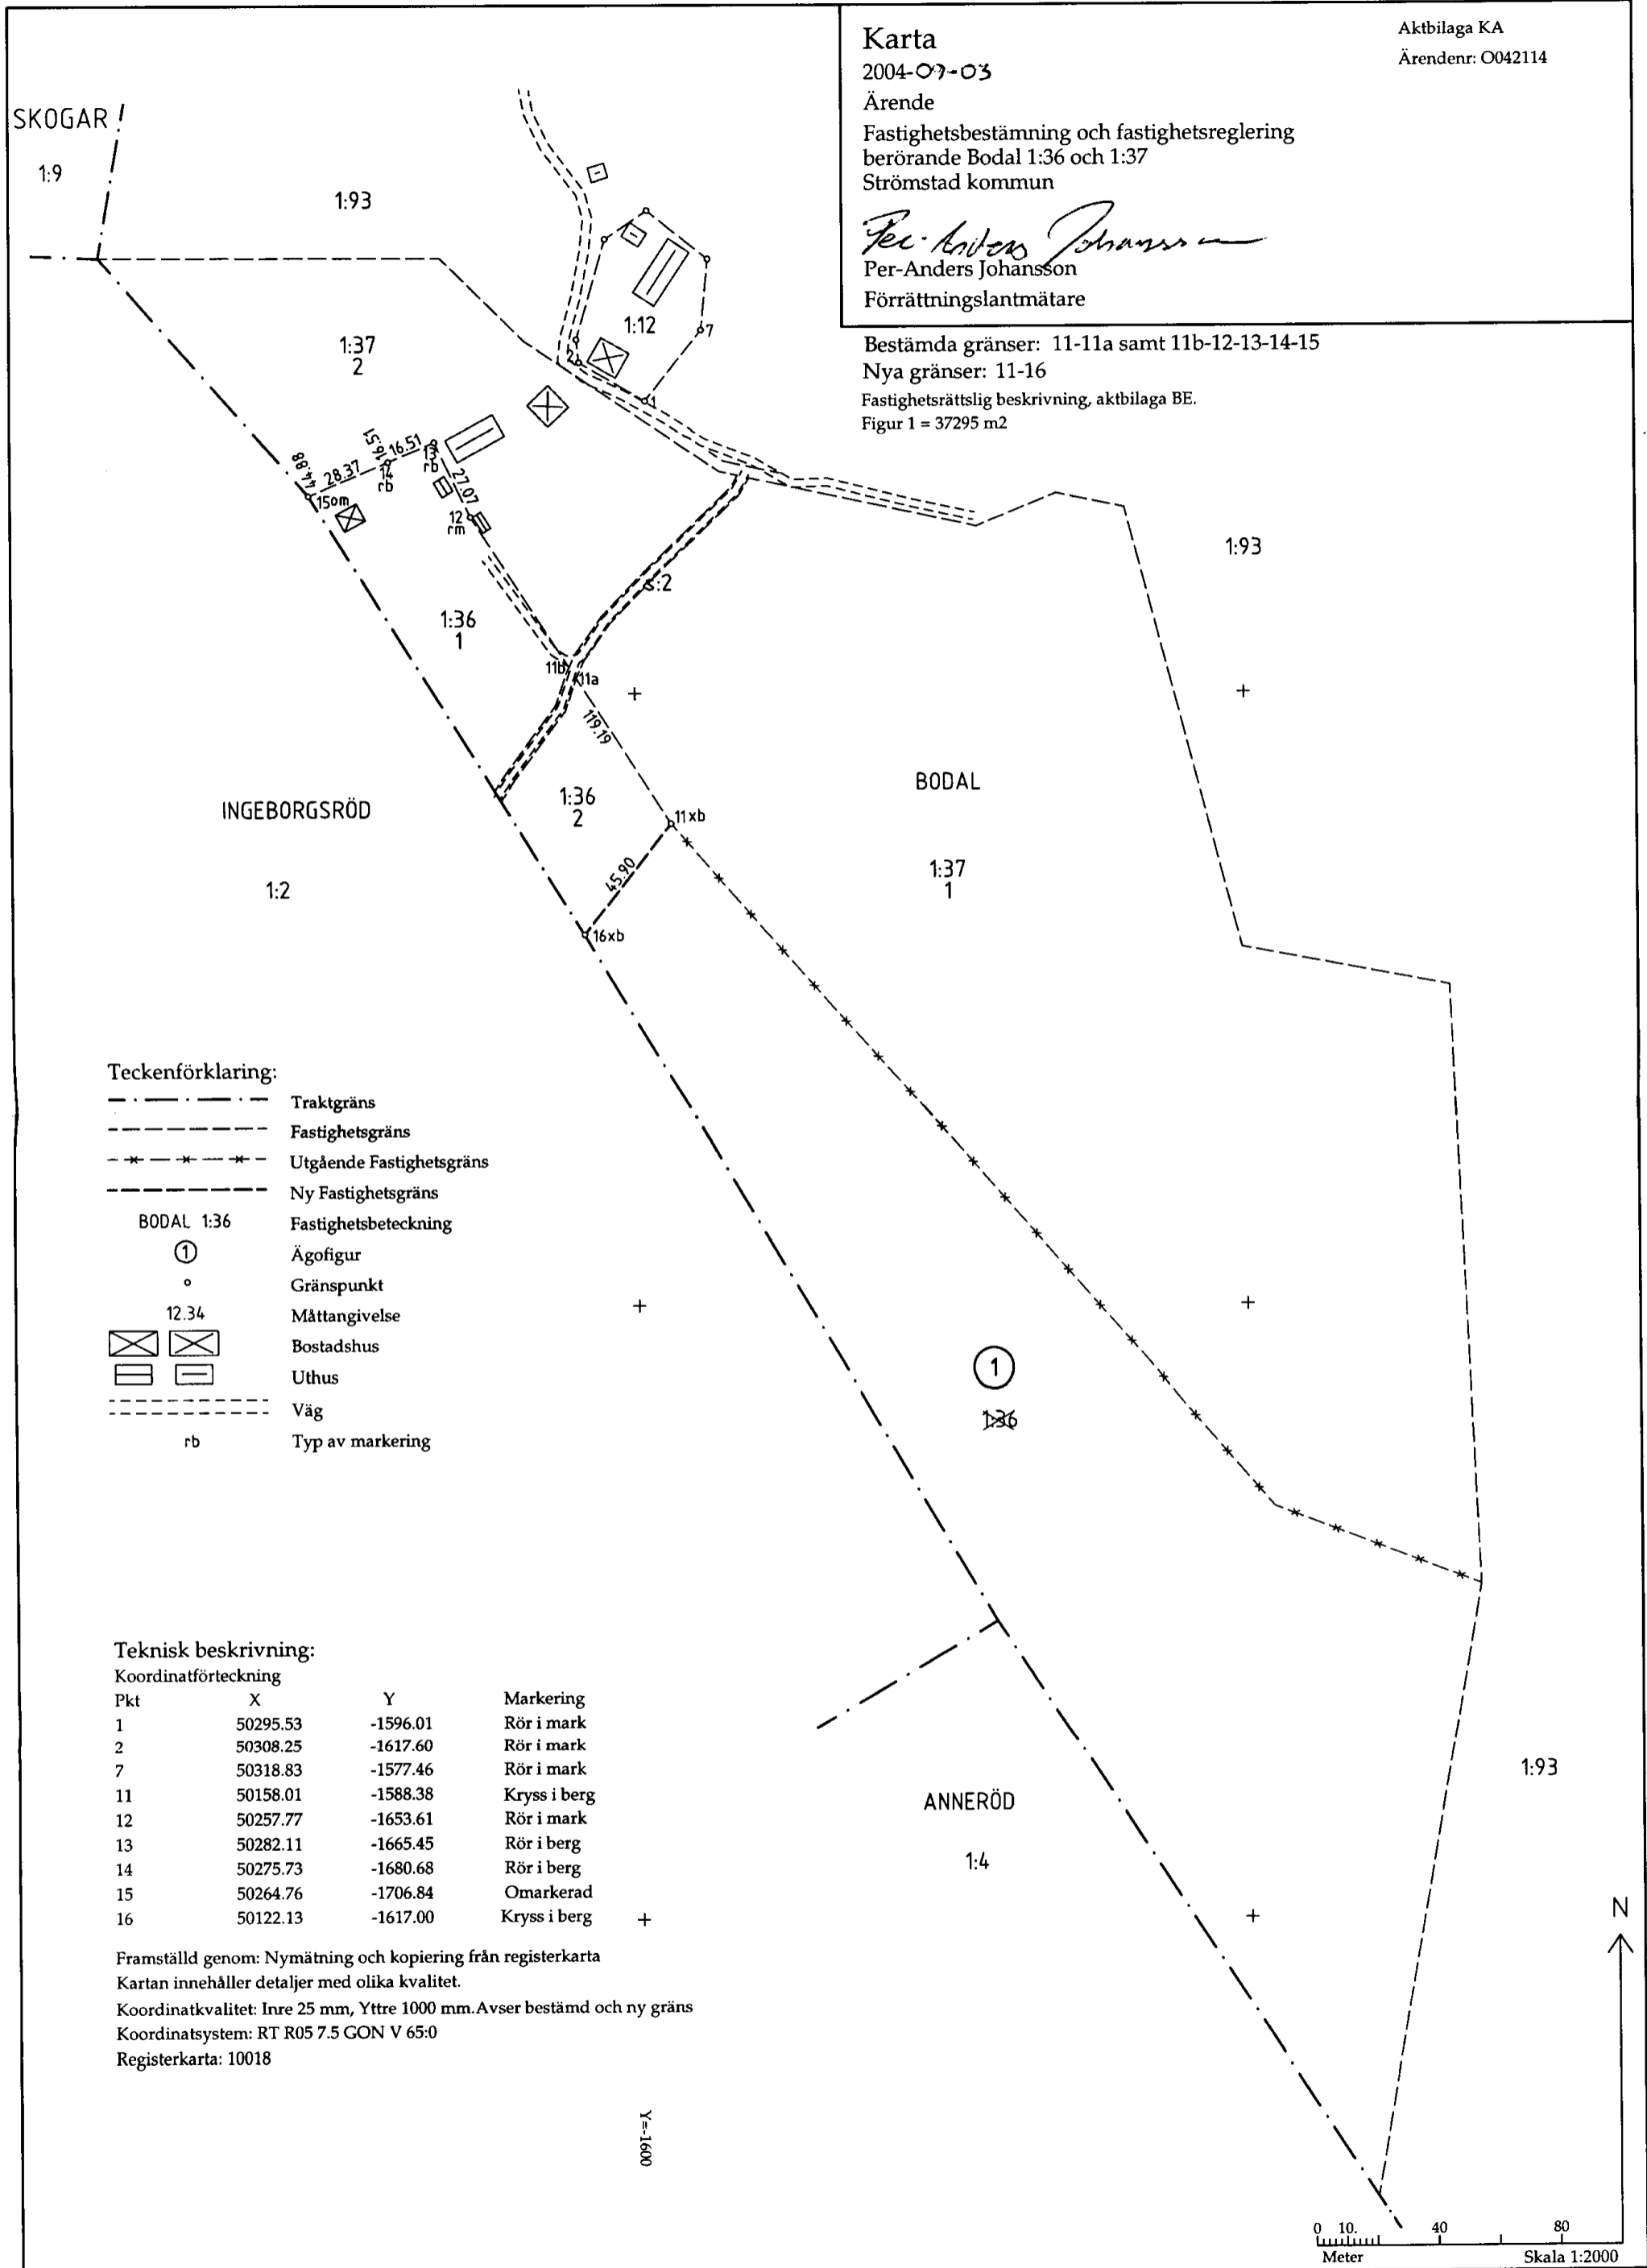 Karta
2004-07-03
Ärende
Fastighetsbestämning och fastighetsreglering
berörande Bodal 1:36 och 1:37
Strömstad kommun
Per-Anders Johansson
Per-Anders Johansson
Förrättningslantmätare
Aktbilaga KA
Ärendenr: O042114
Bestämda gränser: 11-11a samt 11b-12-13-14-15
Nya gränser: 11-16
Fastighetsrättslig beskrivning, aktbilaga BE.
Figur 1 = 37295 m2
SKOGAR
1:9
1:93
1:12
7
2
1
1:37
2
44.88
28.37
16.51
16.51
13
rb
14
rb
15om
27.07
12
rm
1:93
s:2
1:36
1
11b
11a
119.19
BODAL
INGEBORGSRÖD
1:36
2
11xb
1:37
1
1:2
45.90
16xb
Teckenförklaring:
Traktgräns
Fastighetsgräns
Utgående Fastighetsgräns
Ny Fastighetsgräns
BODAL 1:36 Fastighetsbeteckning
1 Ägofigur
Gränspunkt
12.34 Måttangivelse
Bostadshus
Uthus
Väg
rb Typ av markering
1
1:36
Teknisk beskrivning:
Koordinatförteckning
Pkt X Y Markering
1 50295.53 -1596.01 Rör i mark
2 50308.25 -1617.60 Rör i mark
7 50318.83 -1577.46 Rör i mark
11 50158.01 -1588.38 Kryss i berg
12 50257.77 -1653.61 Rör i mark
13 50282.11 -1665.45 Rör i berg
14 50275.73 -1680.68 Rör i berg
15 50264.76 -1706.84 Omarkerad
16 50122.13 -1617.00 Kryss i berg
Framställd genom: Nymätning och kopiering från registerkarta
Kartan innehåller detaljer med olika kvalitet.
Koordinatkvalitet: Inre 25 mm, Yttre 1000 mm.Avser bestämd och ny gräns
Koordinatsystem: RT R05 7.5 GON V 65:0
Registerkarta: 10018
1:93
ANNERÖD
1:4
N
Y=-1600
0 10. 40 80
Meter Skala 1:2000